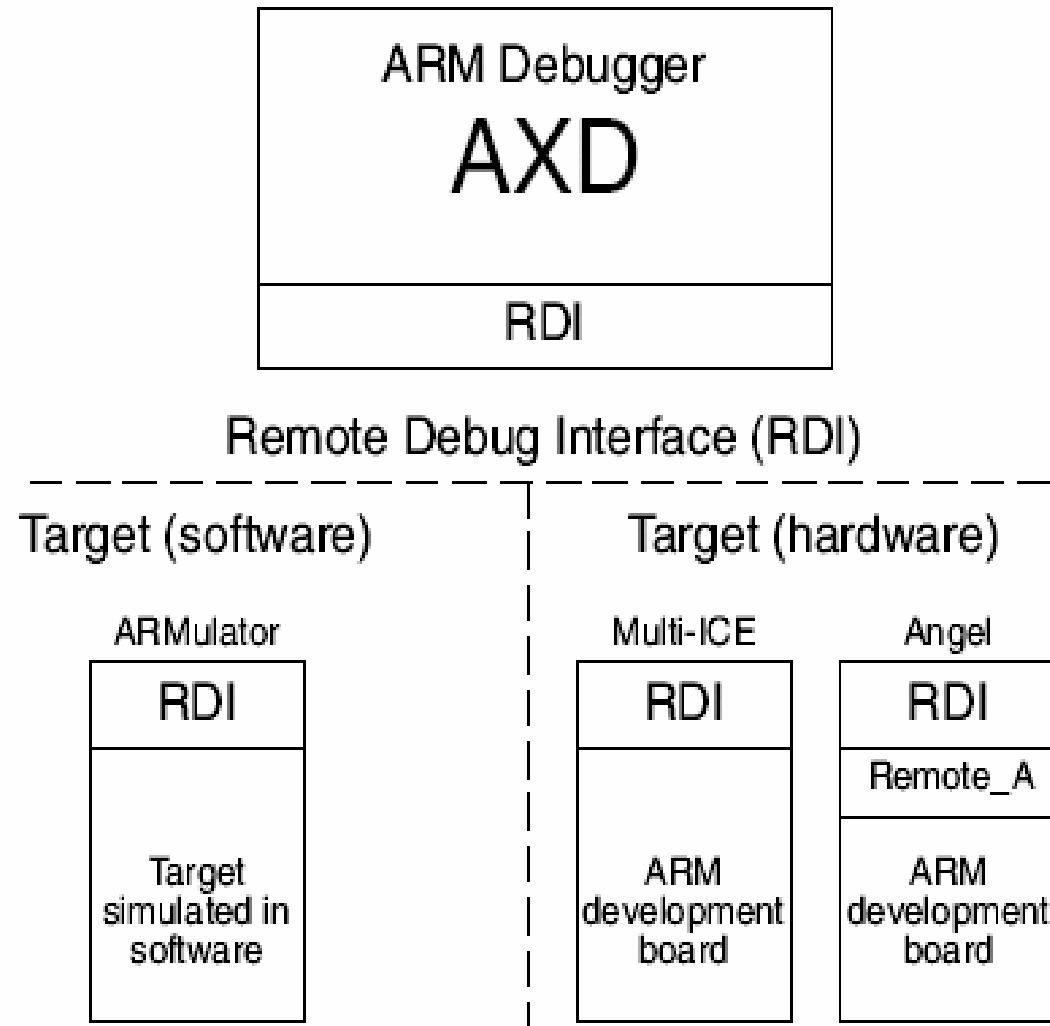 ARM Debugger
AXD
RDI
Remote Debug Interface (RDI)
Target (software)
Target (hardware)
ARMulator
RDI
Target
simulated in
software
Multi-ICE
RDI
ARM
development
board
Angel
RDI
Remote_A
ARM
development
board